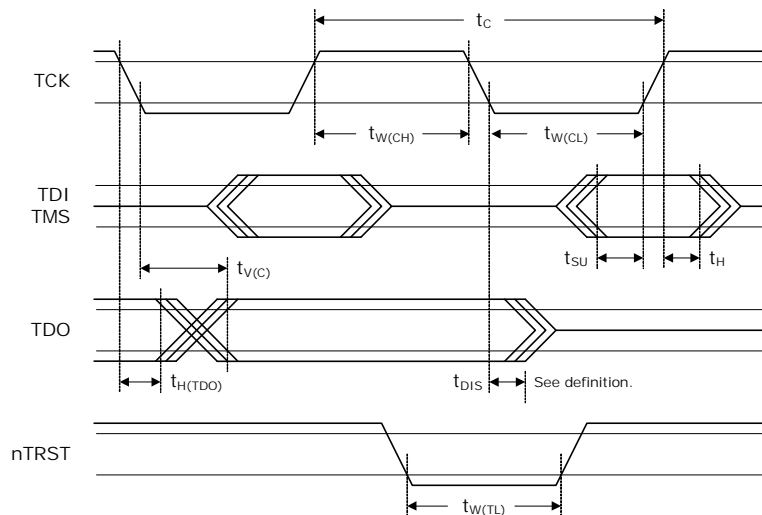 tC
TCK
tW(CH)
tW(CL)
TDI
TMS
tSU
tH
tV(C)
TDO
tH(TDO)
tDIS
See definition.
nTRST
tW(TL)